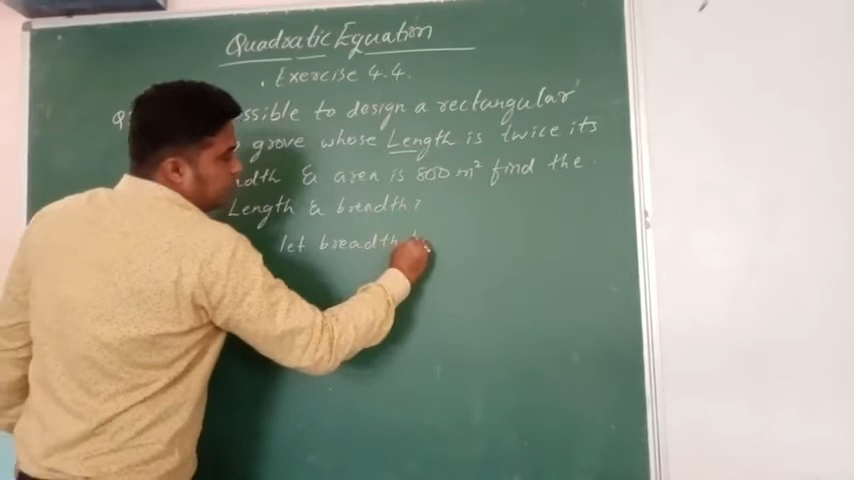 Quadratic Equation
Exercise 4.4.
ssible to design a rectangular
grove whose Length is twice its
adth & area is 800 m² find the
Length & breadth?
let breadth